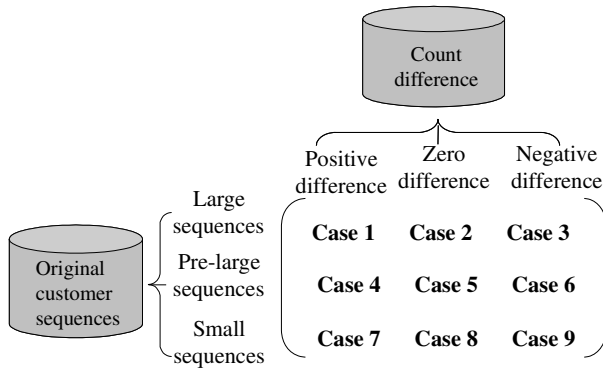 Count
difference
Positive
difference
Zero
difference
Negative
difference
Original
customer
sequences
Large
sequences
Case 1 Case 2 Case 3
Pre-large
sequences
Case 4 Case 5 Case 6
Small
sequences
Case 7 Case 8 Case 9